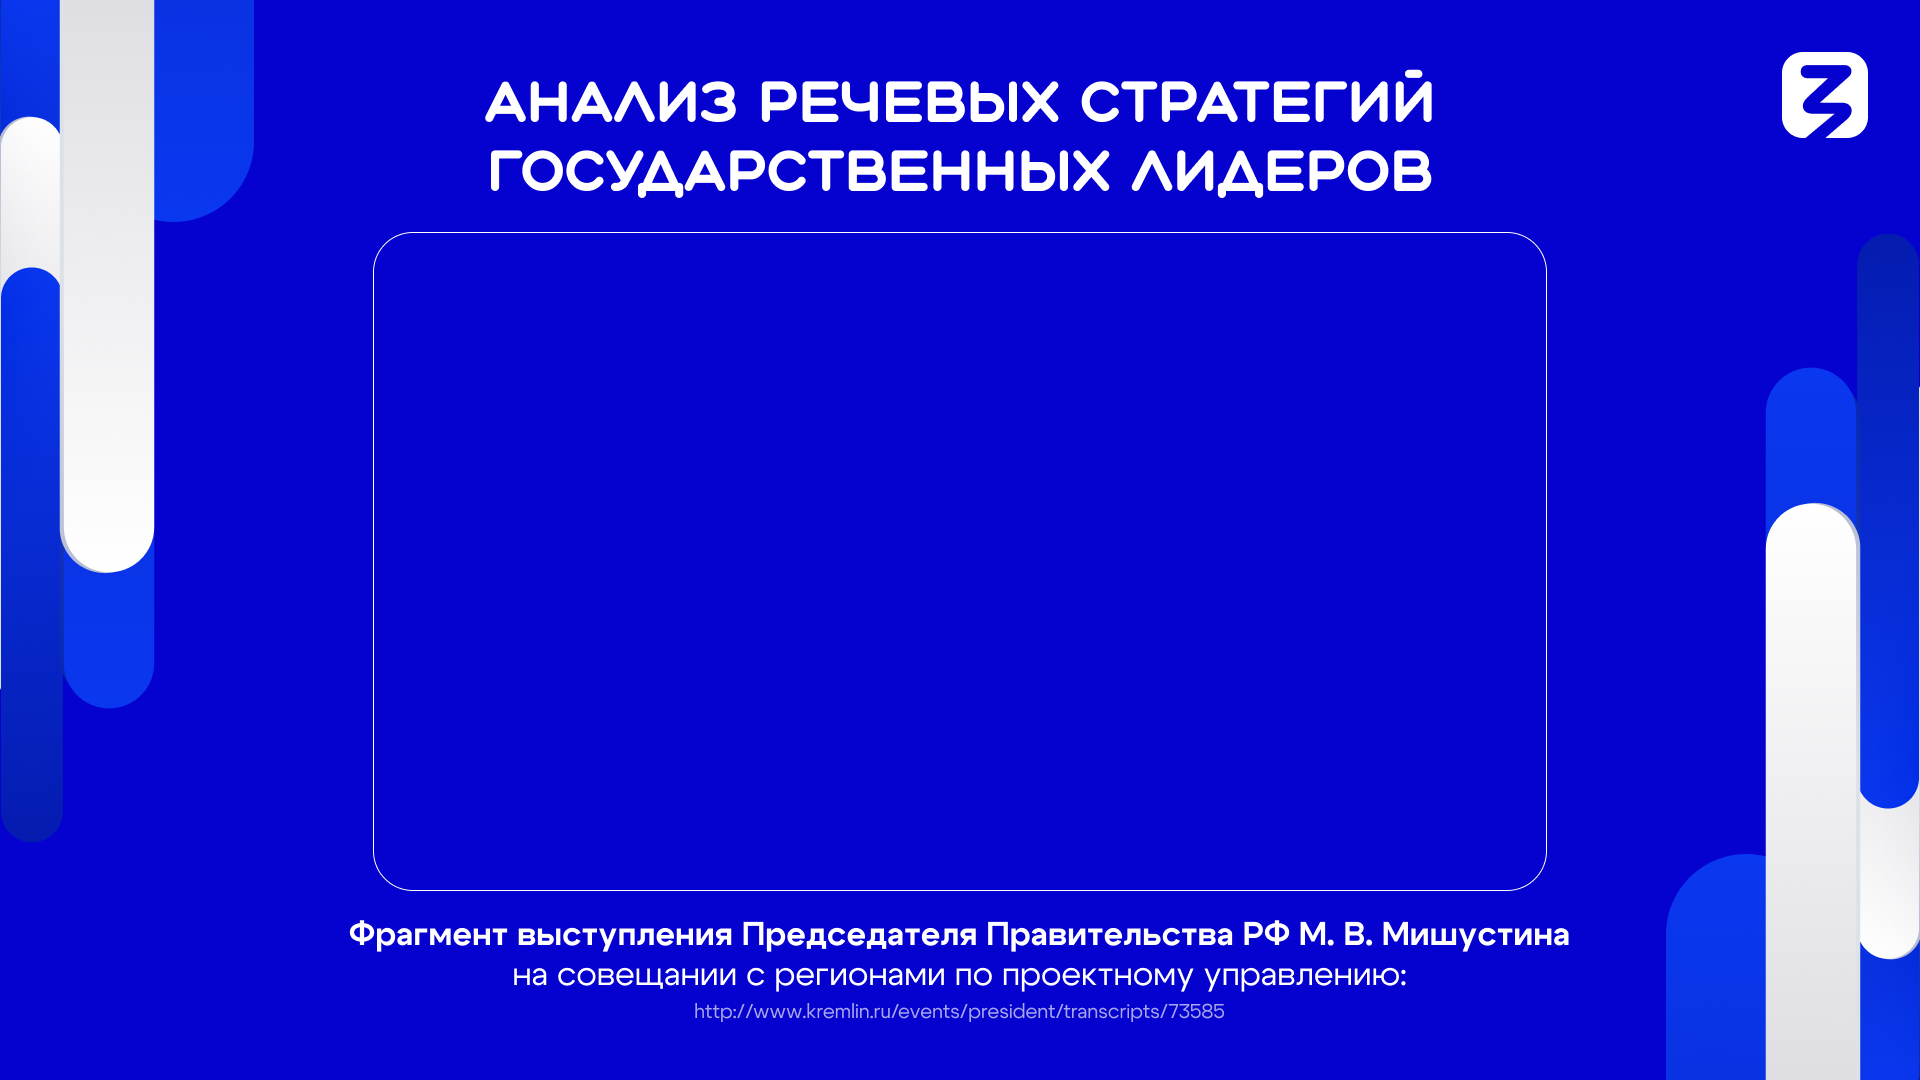 АНАЛИЗ РЕЧЕВЫХ СТРАТЕГИЙ
ГОСУДАРСТВЕННЫХ ЛИДЕРОВ
Фрагмент выступления Председателя Правительства РФ М. В. Мишустина
на совещании с регионами по проектному управлению:
http://www.kremlin.ru/events/president/transcripts/73585